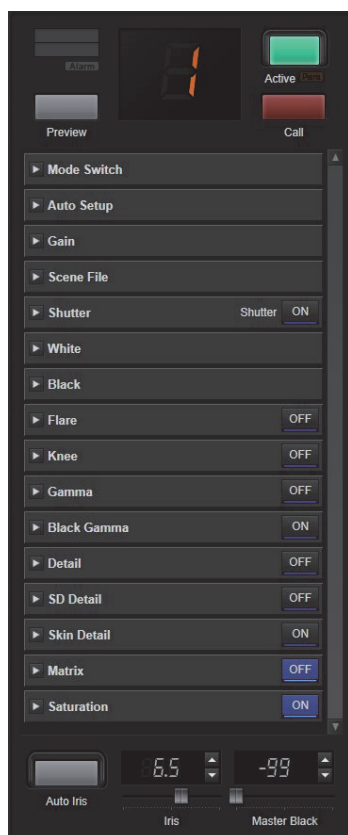 1
Alarm
Active Para
Preview
Call
Mode Switch
Auto Setup
Gain
Scene File
Shutter Shutter ON
White
Black
Flare OFF
Knee OFF
Gamma OFF
Black Gamma ON
Detail OFF
SD Detail OFF
Skin Detail ON
Matrix OFF
Saturation ON
6.5 -99
Auto Iris
Iris Master Black